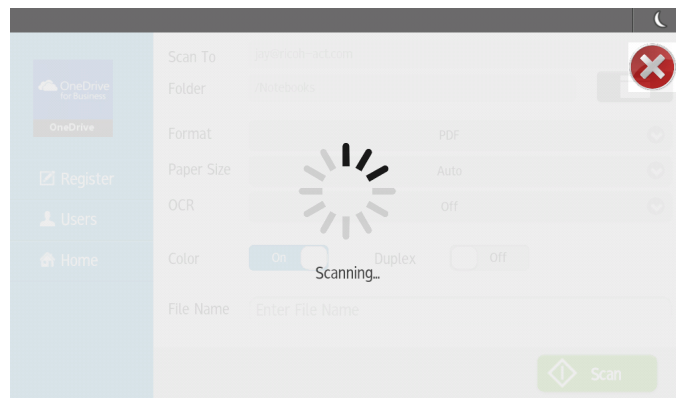 Scan To
OneDrive
for Business
Folder
/Notebooks
OneDrive
Format
PDF
Paper Size
Auto
Register
OCR
Off
Users
Home
Color
On
Duplex
Off
Scanning...
File Name
Enter File Name
Scan